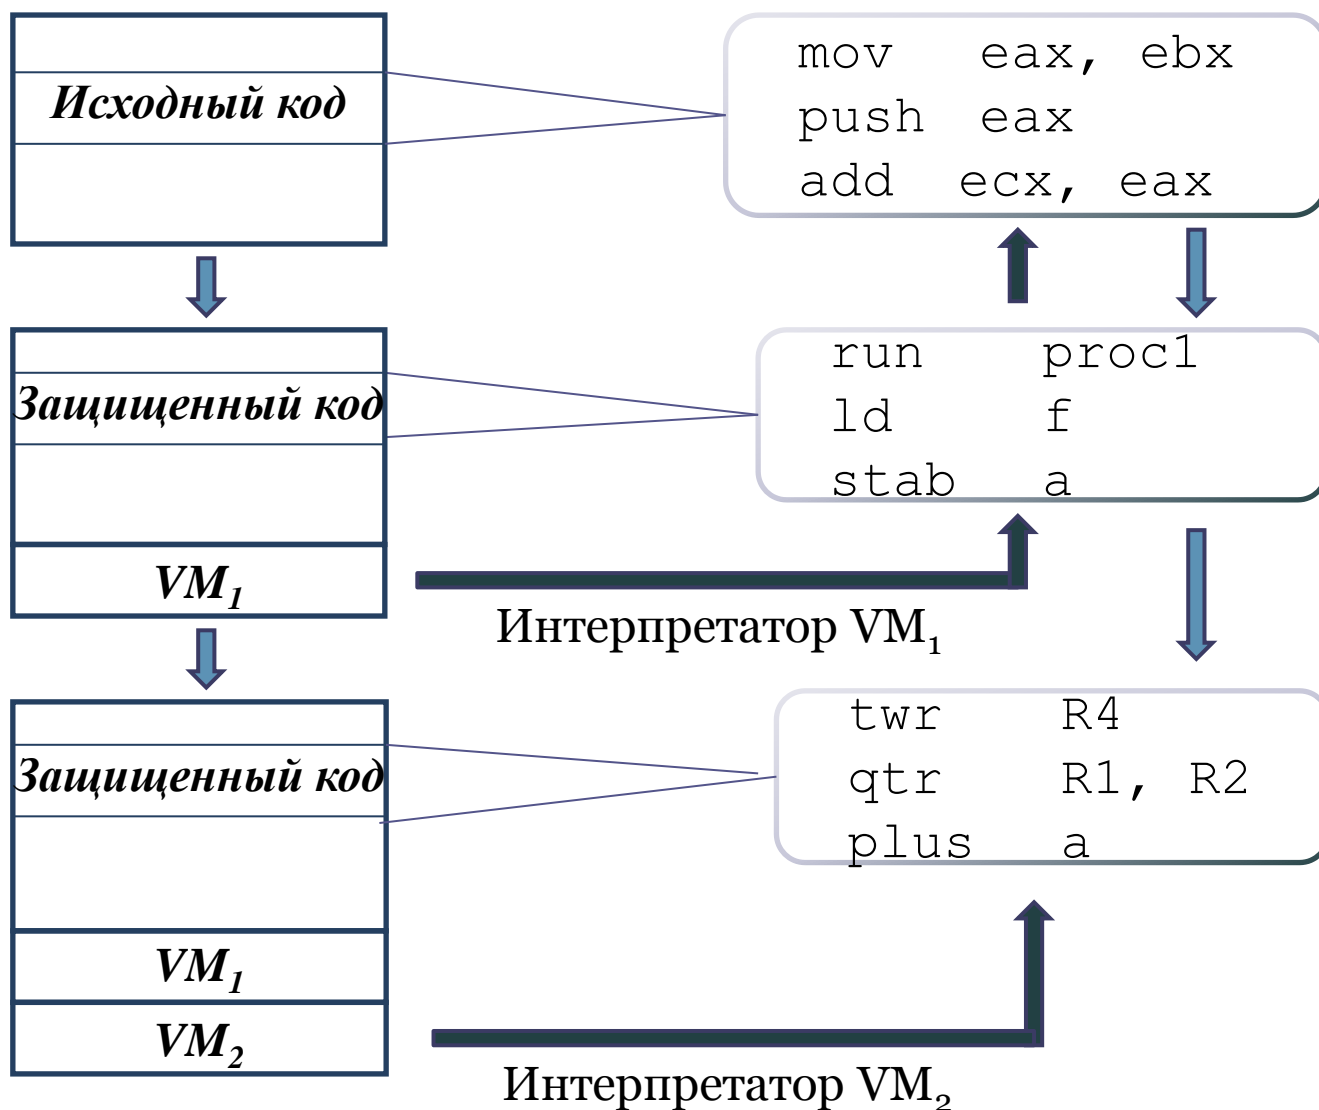 Исходный код
mov eax, ebx
push eax
add ecx, eax
Защищенный код
run proc1
ld f
stab a
VM₁
Интерпретатор VM₁
Защищенный код
twr R4
qtr R1, R2
plus a
VM₁
VM₂
Интерпретатор VM₂